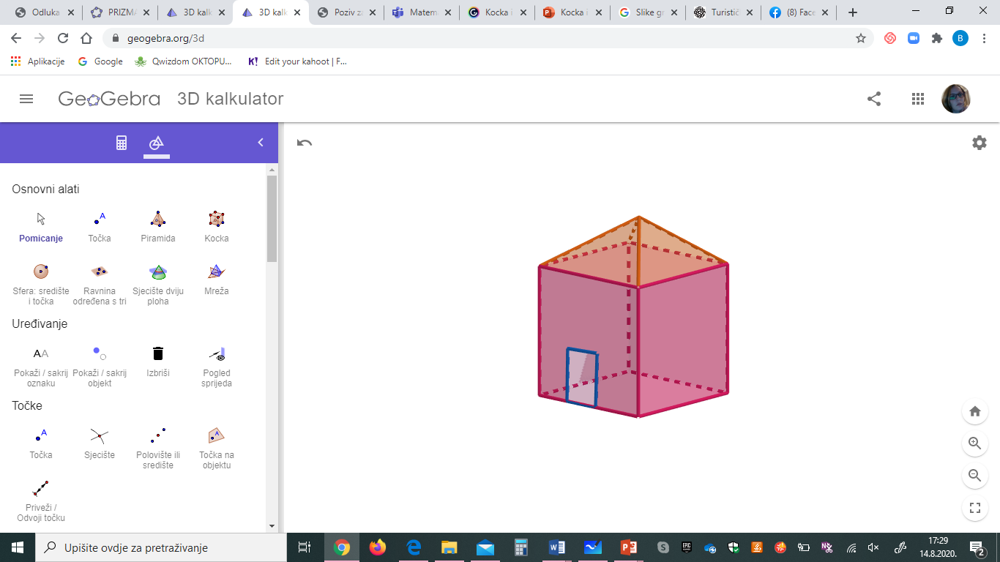 Odluka
PRIZM
3D kalk
3D kalk
Poziv za
Matem
Kocka i
Kocka i
Slike gr
Turistič
(8) Face
geogebra.org/3d
B
Aplikacije
Google
Qwizdom OKTOPU...
K! Edit your kahoot | F...
GeoGebra 3D kalkulator
Osnovni alati
Pomicanje
A
Točka
Piramida
Kocka
Sfera: središte
i točka
Ravnina
određena s tri
Sjecište dviju
ploha
Mreža
Uređivanje
AA
Pokaži / sakrij
oznaku
Pokaži / sakrij
objekt
Izbriši
Pogled
sprijeda
Točke
A
Točka
Sjecište
Polovište ili
središte
A
Točka na
objektu
Priveži /
Odvoji točku
Upišite ovdje za pretraživanje
17:29
14.8.2020.
2